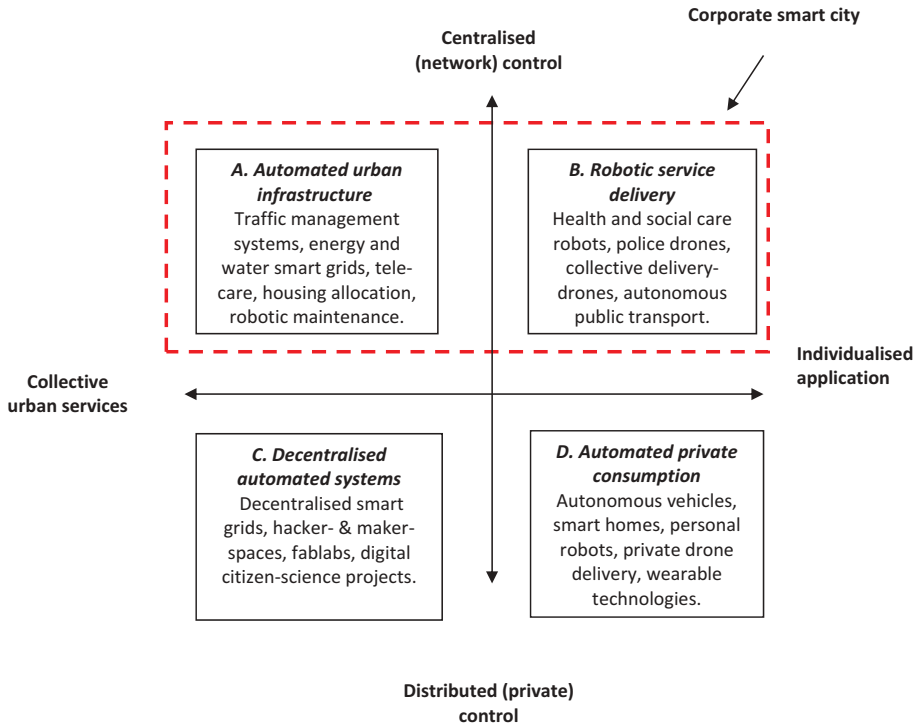 Corporate smart city
Centralised
(network) control
A. Automated urban
infrastructure
Traffic management
systems, energy and
water smart grids, tele-
care, housing allocation,
robotic maintenance.
B. Robotic service
delivery
Health and social care
robots, police drones,
collective delivery-
drones, autonomous
public transport.
Individualised
application
Collective
urban services
C. Decentralised
automated systems
Decentralised smart
grids, hacker- & maker-
spaces, fablabs, digital
citizen-science projects.
D. Automated private
consumption
Autonomous vehicles,
smart homes, personal
robots, private drone
delivery, wearable
technologies.
Distributed (private)
control